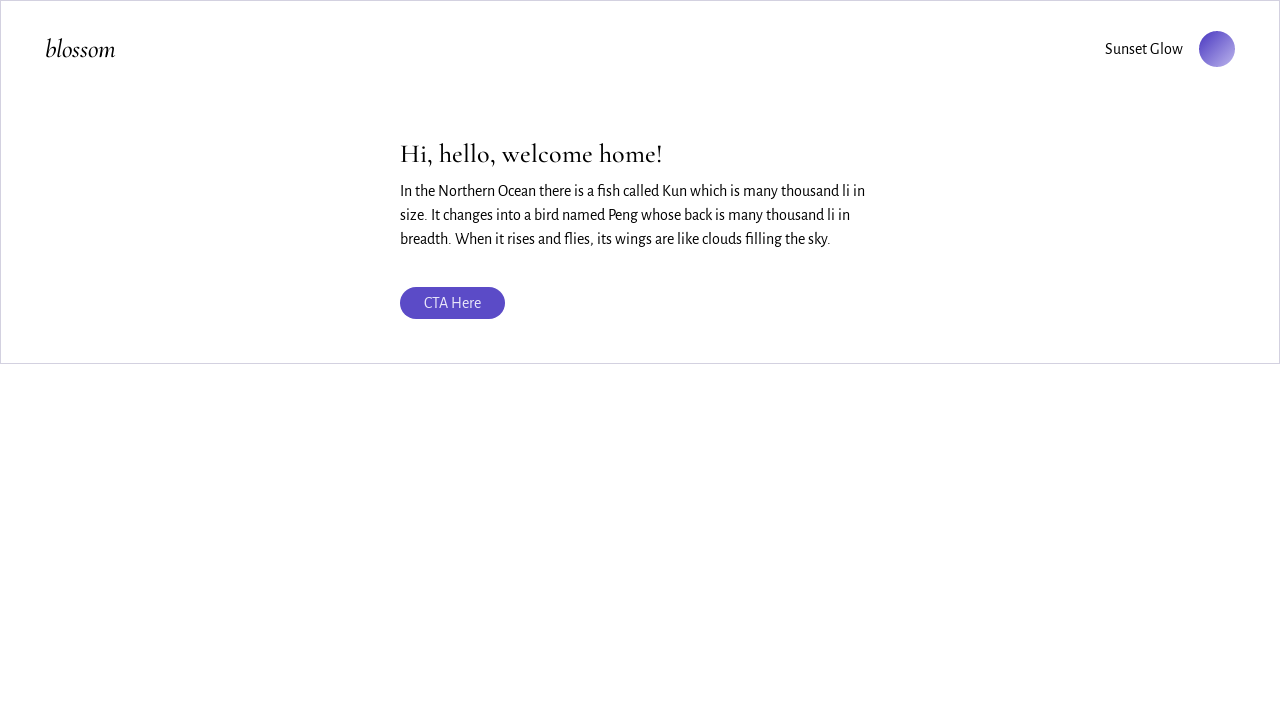 blossom
Sunset Glow
Hi, hello, welcome home!
In the Northern Ocean there is a fish called Kun which is many thousand li in
size. It changes into a bird named Peng whose back is many thousand li in
breadth. When it rises and flies, its wings are like clouds filling the sky.
CTA Here